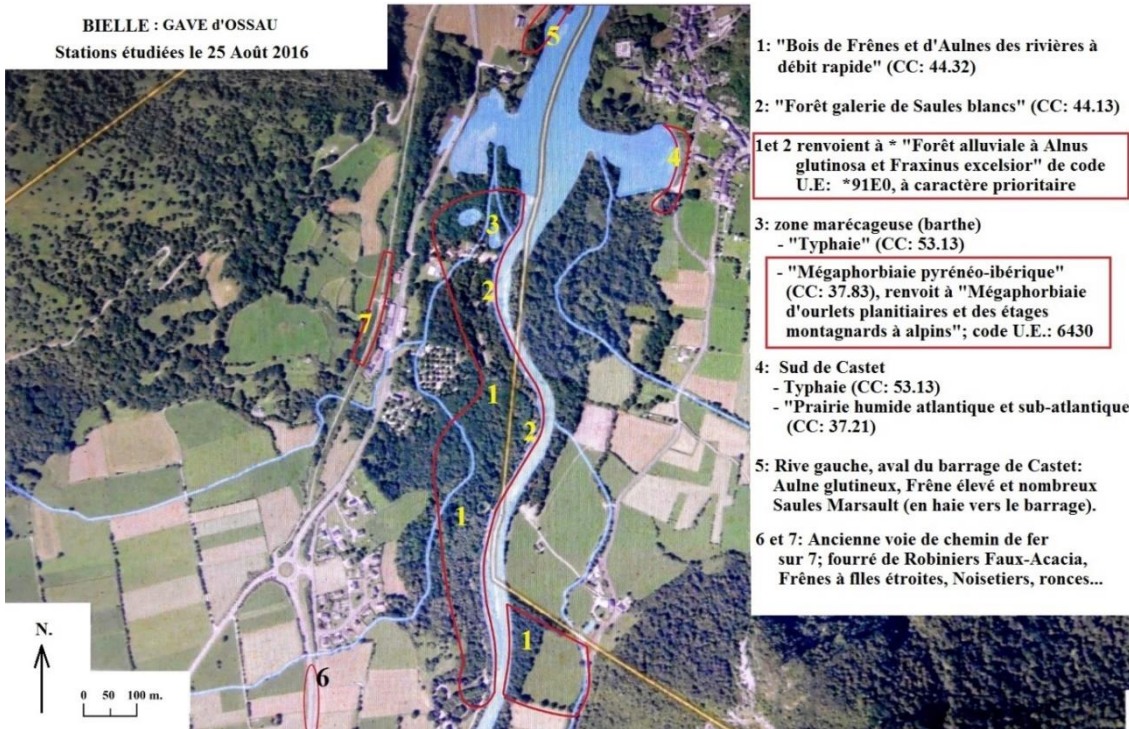 BIELLE : GAVE d'OSSAU
Stations étudiées le 25 Août 2016
1: "Bois de Frênes et d'Aulnes des rivières à
débit rapide" (CC: 44.32)
2: "Forêt galerie de Saules blancs" (CC: 44.13)
1et 2 renvoient à * "Forêt alluviale à Alnus
glutinosa et Fraxinus excelsior" de code
U.E: *91E0, à caractère prioritaire
3: zone marécageuse (barthe)
- "Typhaie" (CC: 53.13)
- "Mégaphorbiaie pyrénéo-ibérique"
(CC: 37.83), renvoit à "Mégaphorbiaie
d'ourlets planitiaires et des étages
montagnards à alpins"; code U.E.: 6430
4: Sud de Castet
- Typhaie (CC: 53.13)
- "Prairie humide atlantique et sub-atlantique
(CC: 37.21)
5: Rive gauche, aval du barrage de Castet:
Aulne glutineux, Frêne élevé et nombreux
Saules Marsault (en haie vers le barrage).
6 et 7: Ancienne voie de chemin de fer
sur 7; fourré de Robiniers Faux-Acacia,
Frênes à flles étroites, Noisetiers, ronces...
5
4
3
2
7
1
2
1
1
6
N.
0 50 100 m.